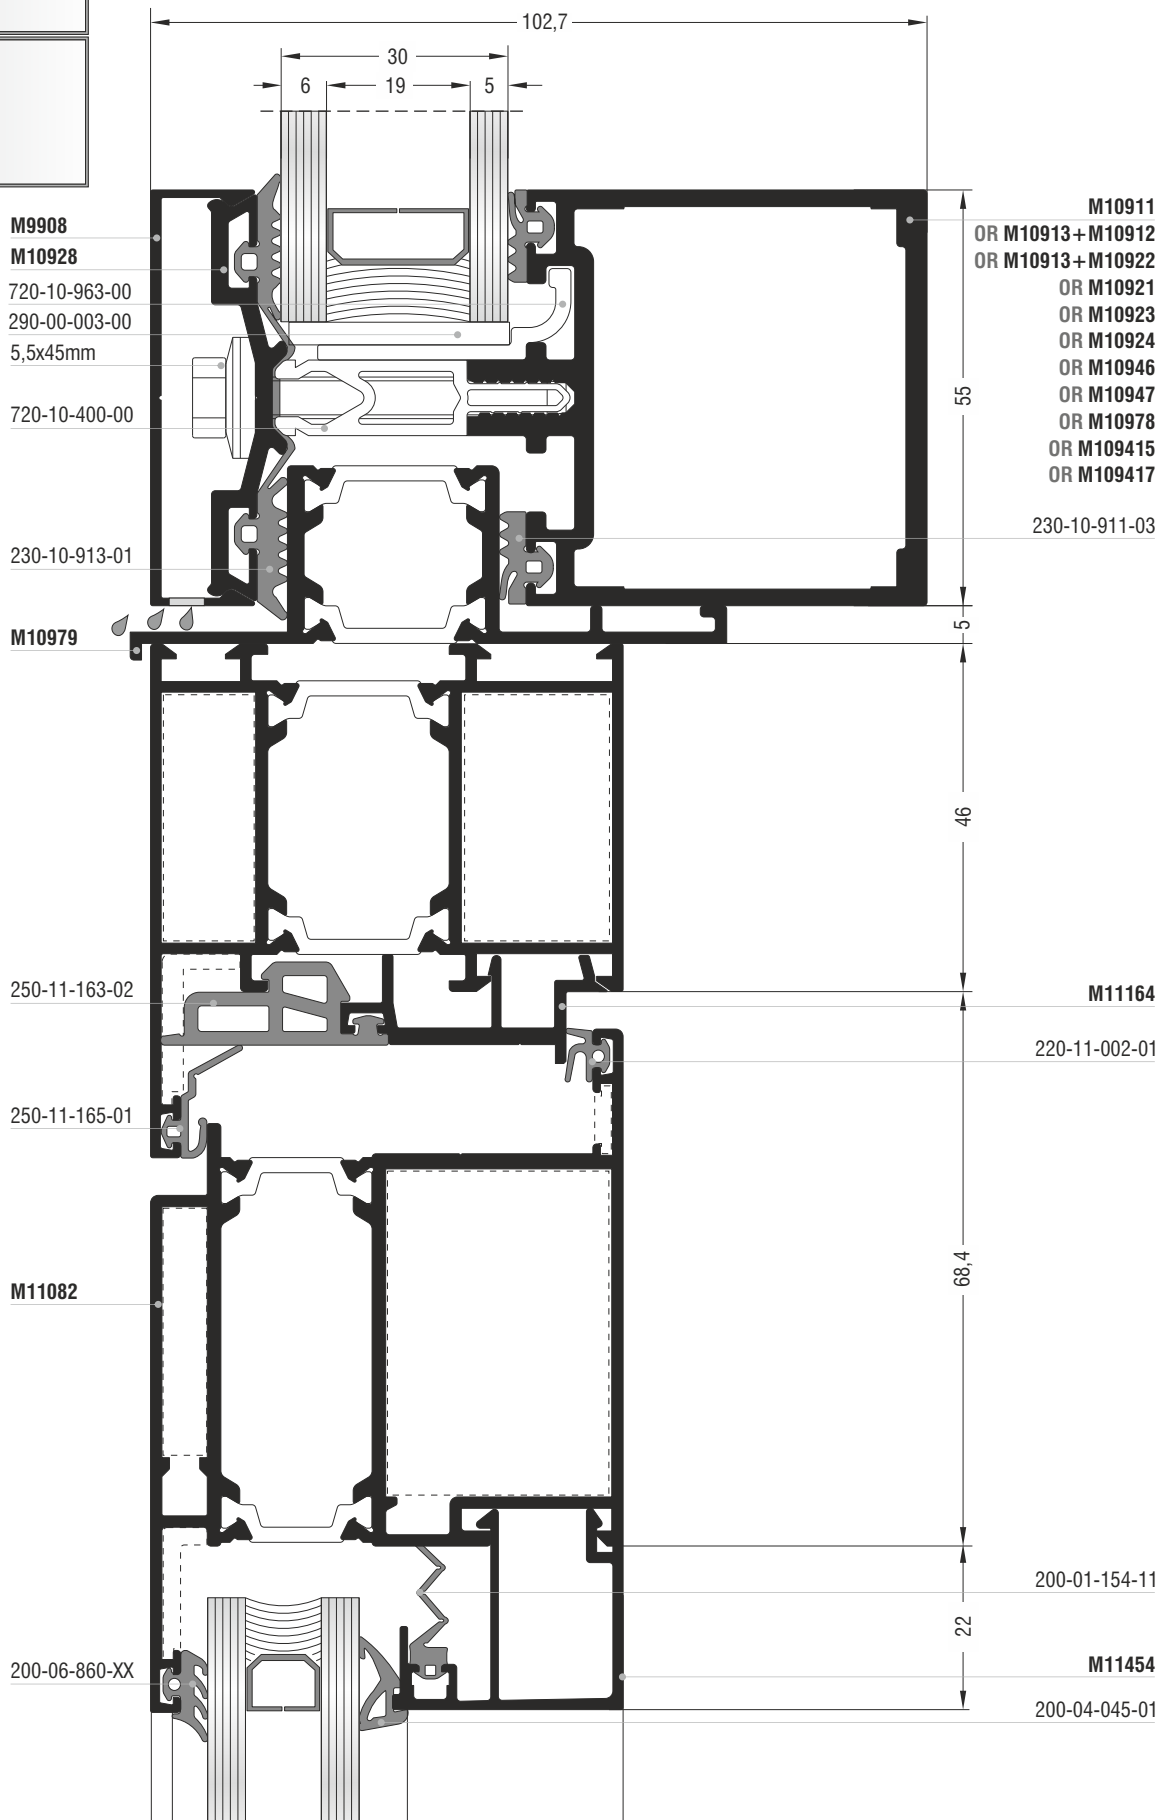 102,7
30
6 19 5
M9908
M10928
720-10-963-00
290-00-003-00
5,5x45mm
720-10-400-00
230-10-913-01
M10979
250-11-163-02
250-11-165-01
M11082
200-06-860-XX
M10911
OR M10913+M10912
OR M10913+M10922
OR M10921
OR M10923
OR M10924
OR M10946
OR M10947
OR M10978
OR M109415
OR M109417
230-10-911-03
M11164
220-11-002-01
200-01-154-11
M11454
200-04-045-01
55
5
46
68,4
22